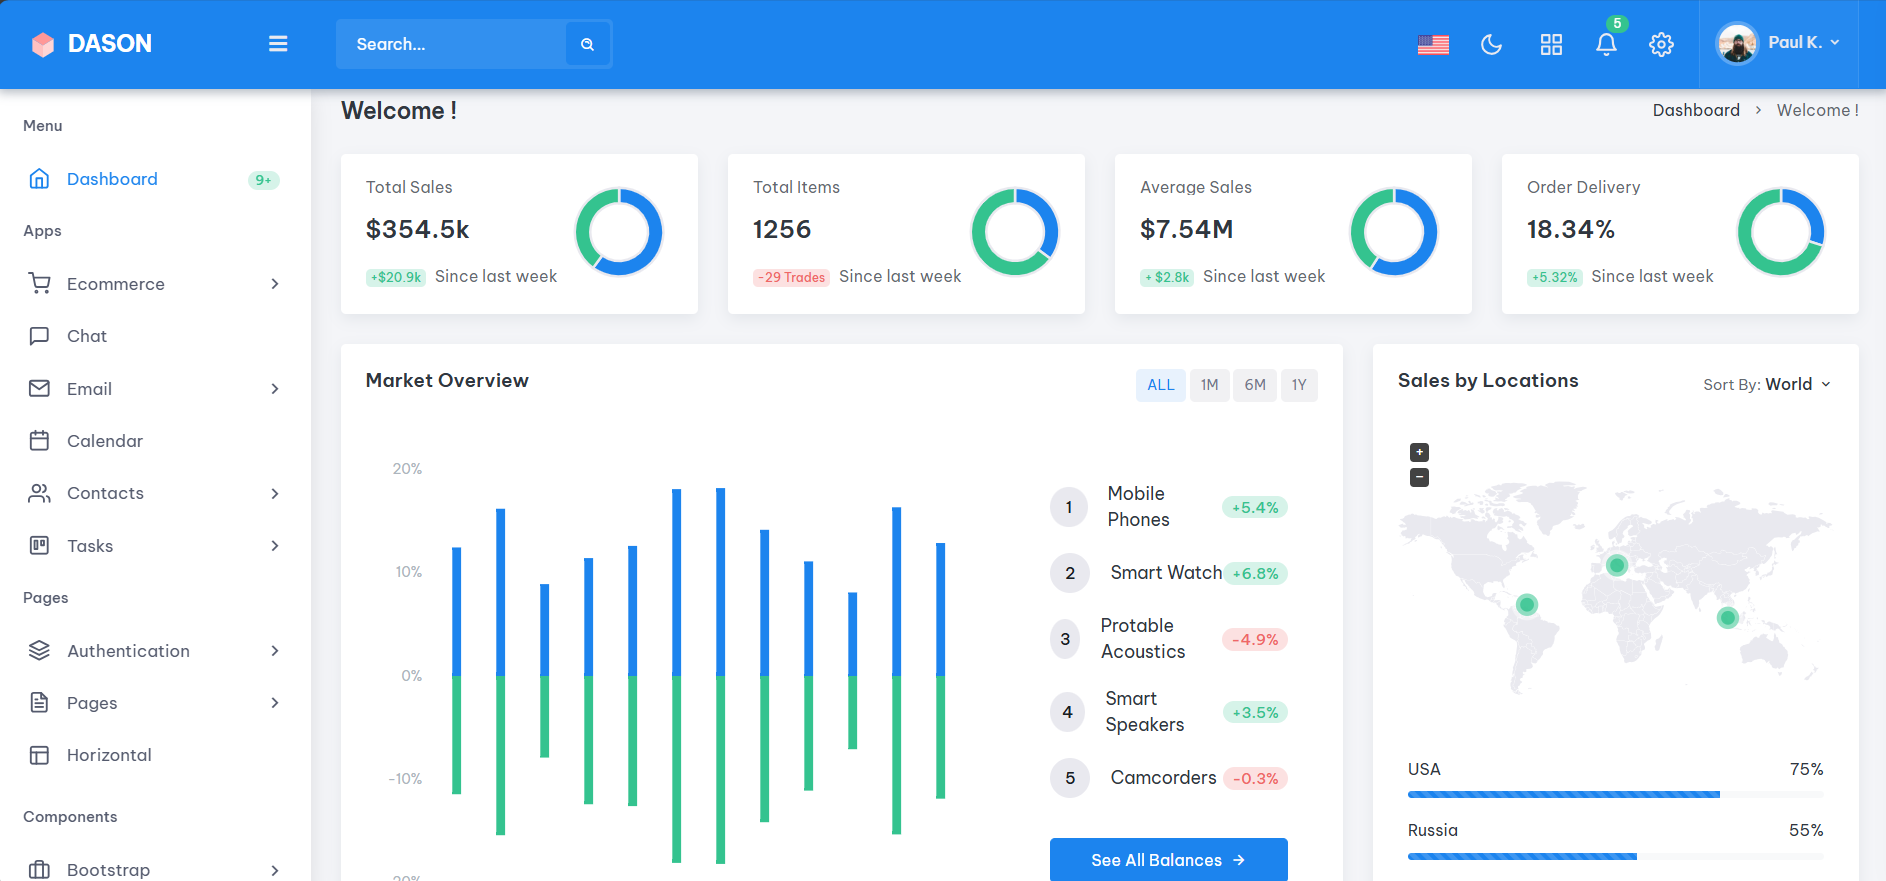 DASON
Search...
5
Paul K.
Menu
Dashboard
9+
Apps
Ecommerce
Chat
Email
Calendar
Contacts
Tasks
Pages
Authentication
Pages
Horizontal
Components
Bootstrap
Welcome !
Dashboard > Welcome !
Total Sales
$354.5k
+$20.9k Since last week
Total Items
1256
-29 Trades Since last week
Average Sales
$7.54M
+ $2.8k Since last week
Order Delivery
18.34%
+5.32% Since last week
Market Overview
ALL 1M 6M 1Y
20%
10%
0%
-10%
-20%
1 Mobile
Phones +5.4%
2 Smart Watch +6.8%
3 Protable
Acoustics -4.9%
4 Smart
Speakers +3.5%
5 Camcorders -0.3%
See All Balances →
Sales by Locations
Sort By: World
+
−
USA 75%
Russia 55%